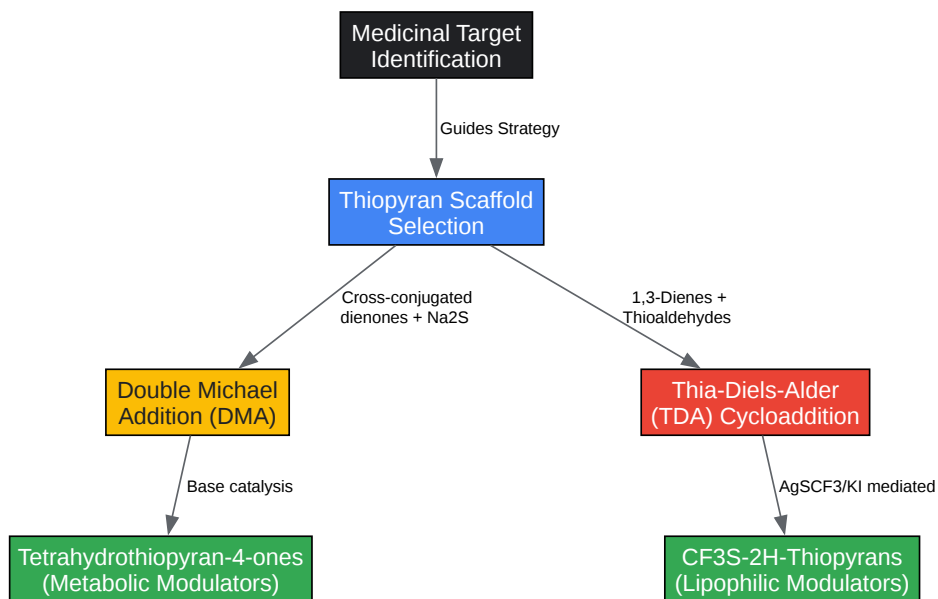 Medicinal Target
Identification
Guides Strategy
Thiopyran Scaffold
Selection
Cross-conjugated
dienones + Na2S
1,3-Dienes +
Thioaldehydes
Double Michael
Addition (DMA)
Thia-Diels-Alder
(TDA) Cycloaddition
Base catalysis
AgSCF3/KI mediated
Tetrahydrothiopyran-4-ones
(Metabolic Modulators)
CF3S-2H-Thiopyrans
(Lipophilic Modulators)